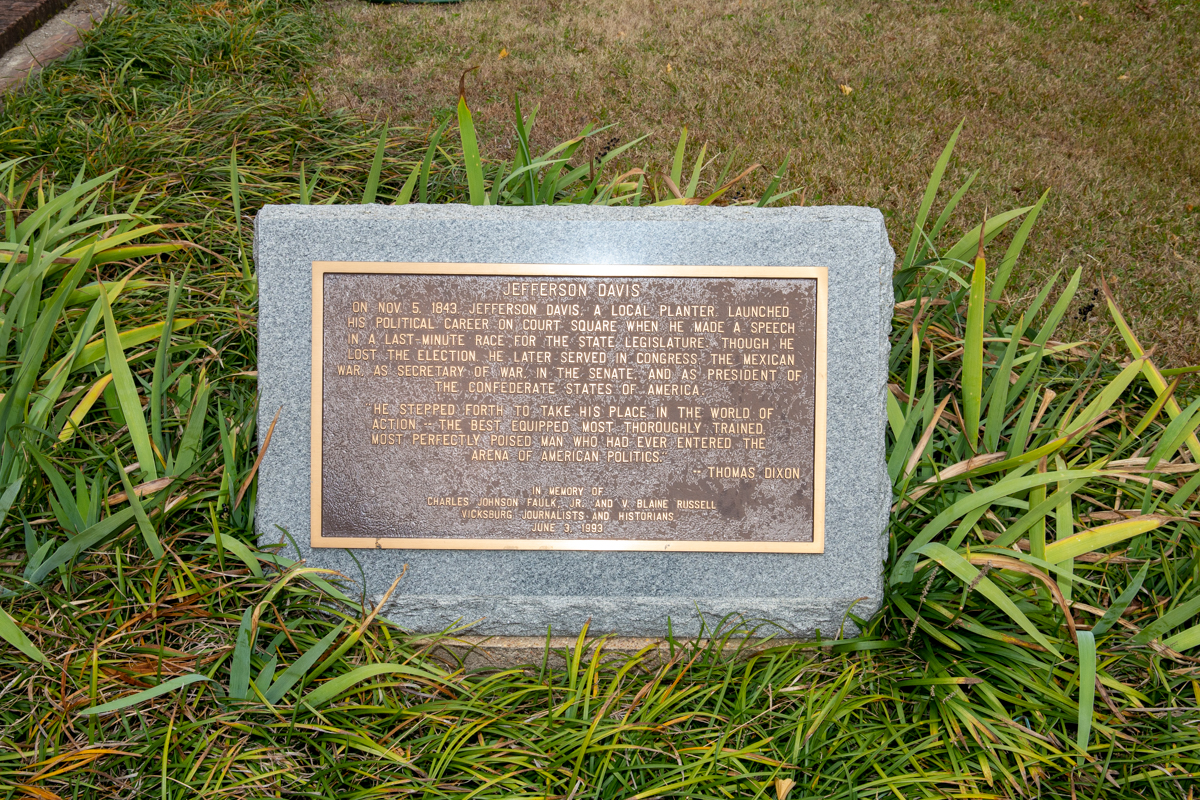 JEFFERSON DAVIS
ON NOV. 5, 1843, JEFFERSON DAVIS, A LOCAL PLANTER, LAUNCHED
HIS POLITICAL CAREER ON COURT SQUARE WHEN HE MADE A SPEECH
IN A LAST-MINUTE RACE FOR THE STATE LEGISLATURE. THOUGH HE
LOST THE ELECTION, HE LATER SERVED IN CONGRESS, THE MEXICAN
WAR, AS SECRETARY OF WAR, IN THE SENATE, AND AS PRESIDENT OF
THE CONFEDERATE STATES OF AMERICA.
"HE STEPPED FORTH TO TAKE HIS PLACE IN THE WORLD OF
ACTION -- THE BEST EQUIPPED, MOST THOROUGHLY TRAINED,
MOST PERFECTLY POISED MAN WHO HAD EVER ENTERED THE
ARENA OF AMERICAN POLITICS."
-- THOMAS DIXON
IN MEMORY OF
CHARLES JOHNSON FAULK, JR. AND V. BLAINE RUSSELL
VICKSBURG JOURNALISTS AND HISTORIANS,
JUNE 3, 1993